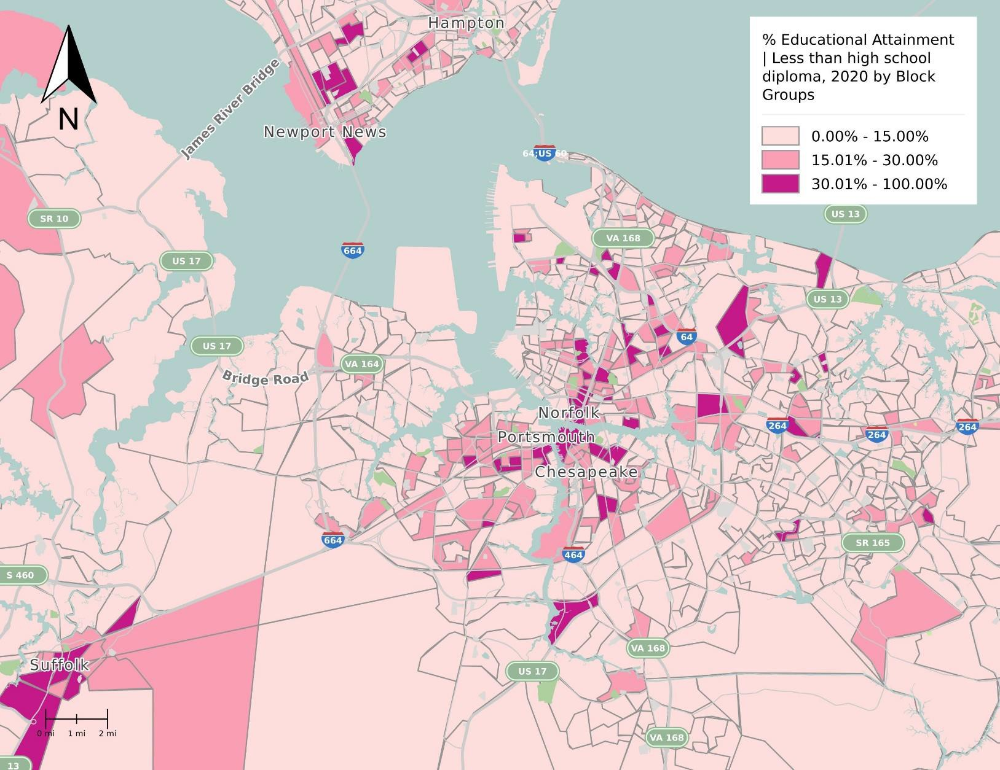 Hampton
% Educational Attainment
| Less than high school
diploma, 2020 by Block
Groups
0.00% - 15.00%
15.01% - 30.00%
30.01% - 100.00%
N
James River Bridge
Newport News
64;US 60
SR 10
US 13
VA 168
664
US 17
US 13
64
US 17
VA 164
Bridge Road
Norfolk
264
264
264
Portsmouth
Chesapeake
664
SR 165
464
S 460
VA 168
Suffolk
US 17
0 mi 1 mi 2 mi
VA 168
13